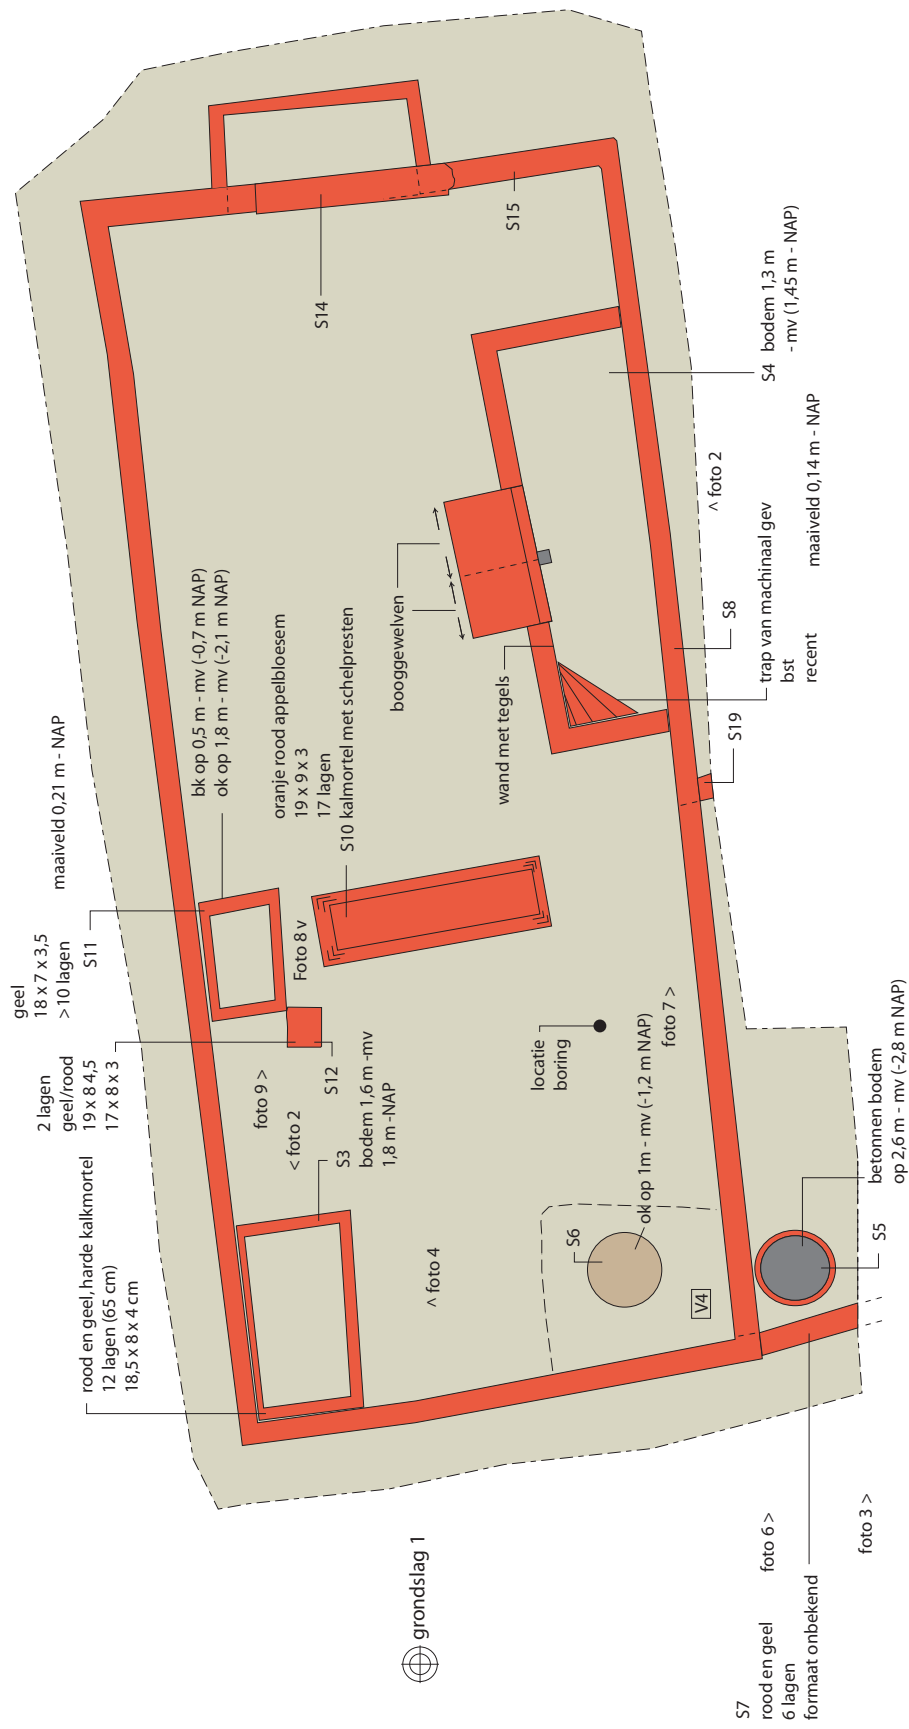 geel
18 x 7 x 3,5
>10 lagen
S11
maaiveld 0,21 m - NAP
2 lagen
geel/rood
19 x 8 4,5
17 x 8 x 3
rood en geel, harde kalkmortel
12 lagen (65 cm)
18,5 x 8 x 4 cm
bk op 0,5 m - mv (-0,7 m NAP)
ok op 1,8 m - mv (-2,1 m NAP)
oranje rood appelbloesem
19 x 9 x 3
17 lagen
S10 kalmortel met schelpresten
Foto 8 v
S12
foto 9 >
< foto 2
S3
bodem 1,6 m -mv
1,8 m -NAP
^ foto 4
S14
S15
booggewelven
wand met tegels
S4 bodem 1,3 m
- mv (1,45 m - NAP)
^ foto 2
maaiveld 0,14 m - NAP
trap van machinaal gev
bst
recent
S8
S19
locatie
boring
foto 7 >
ok op 1m - mv (-1,2 m NAP)
S6
V4
betonnen bodem
op 2,6 m - mv (-2,8 m NAP)
S5
grondslag 1
S7
rood en geel
6 lagen
formaat onbekend
foto 6 >
foto 3 >